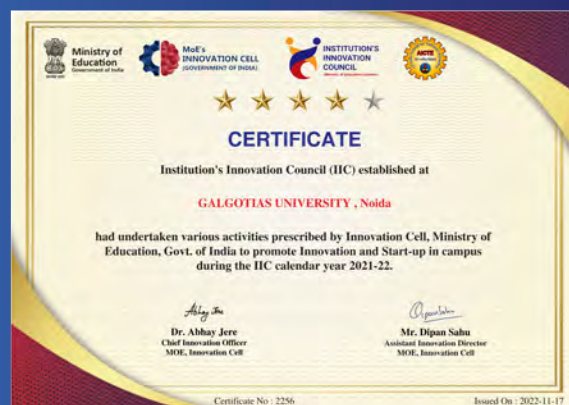 Ministry of
Education
Government of India
MoE's
INNOVATION CELL
(GOVERNMENT OF INDIA)
INSTITUTION'S
INNOVATION
COUNCIL
AICTE
CERTIFICATE
Institution's Innovation Council (IIC) established at
GALGOTIAS UNIVERSITY , Noida
had undertaken various activities prescribed by Innovation Cell, Ministry of
Education, Govt. of India to promote Innovation and Start-up in campus
during the IIC calendar year 2021-22.
Abhay Jere
Dr. Abhay Jere
Chief Innovation Officer
MOE, Innovation Cell
Mr. Dipan Sahu
Assistant Innovation Director
MOE, Innovation Cell
Certificate No : 2256
Issued On : 2022-11-17